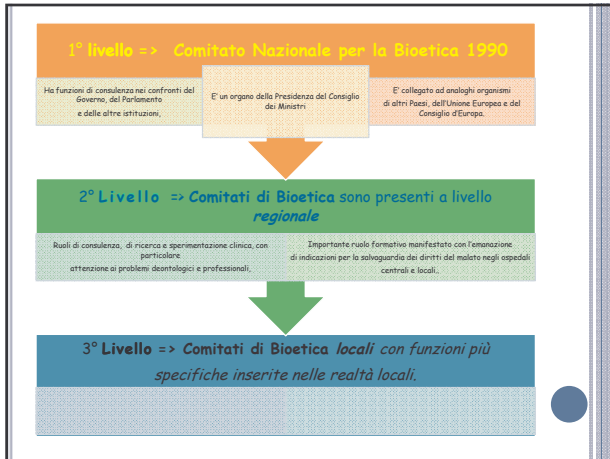 1° livello => Comitato Nazionale per la Bioetica 1990
Ha funzioni di consulenza nei confronti del
Governo, del Parlamento
e delle altre istituzioni,
E' un organo della Presidenza del Consiglio
dei Ministri
E' collegato ad analoghi organismi
di altri Paesi, dell'Unione Europea e del
Consiglio d'Europa.
2° Livello => Comitati di Bioetica sono presenti a livello
regionale
Ruoli di consulenza, di ricerca e sperimentazione clinica, con
particolare
attenzione ai problemi deontologici e professionali,
Importante ruolo formativo manifestato con l'emanazione
di indicazioni per la salvaguardia dei diritti del malato negli ospedali
centrali e locali,.
3° Livello => Comitati di Bioetica locali con funzioni più
specifiche inserite nelle realtà locali.